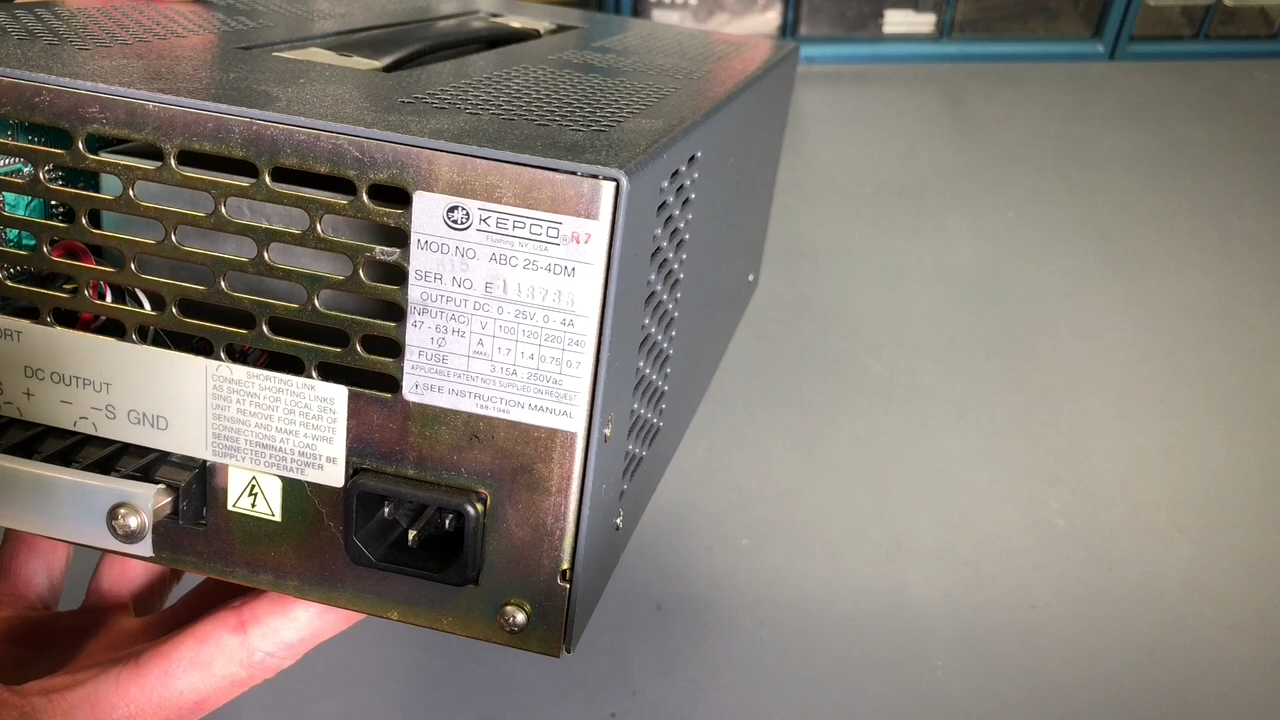 KEPCO® R7
Flushing, NY. USA
MOD.NO. ABC 25-4DM
SER. NO. E
OUTPUT DC: 0 - 25V, 0 - 4A
INPUT(AC) V 100 120 220 240
47 - 63 Hz
1Ø A (MAX) 1.7 1.4 0.75 0.7
FUSE 3.15A : 250Vac
APPLICABLE PATENT NO'S SUPPLIED ON REQUEST
SEE INSTRUCTION MANUAL
188-1946
ORT
DC OUTPUT
S + - -S GND
SHORTING LINK
CONNECT SHORTING LINKS
AS SHOWN FOR LOCAL SEN-
SING AT FRONT OR REAR OF
UNIT. REMOVE FOR REMOTE
SENSING AND MAKE 4-WIRE
CONNECTIONS AT LOAD
SENSE TERMINALS MUST BE
CONNECTED FOR POWER
SUPPLY TO OPERATE.